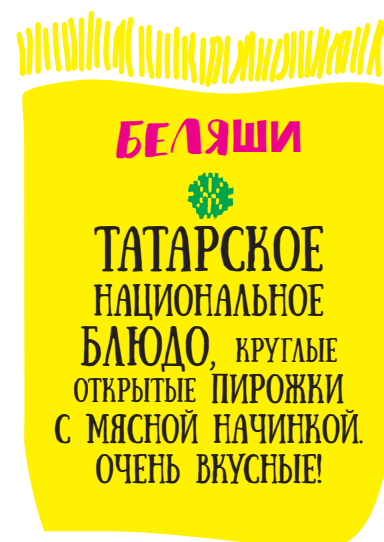 БЕЛЯШИ
ТАТАРСКОЕ
НАЦИОНАЛЬНОЕ
БЛЮДО, КРУГЛЫЕ
ОТКРЫТЫЕ ПИРОЖКИ
С МЯСНОЙ НАЧИНКОЙ.
ОЧЕНЬ ВКУСНЫЕ!